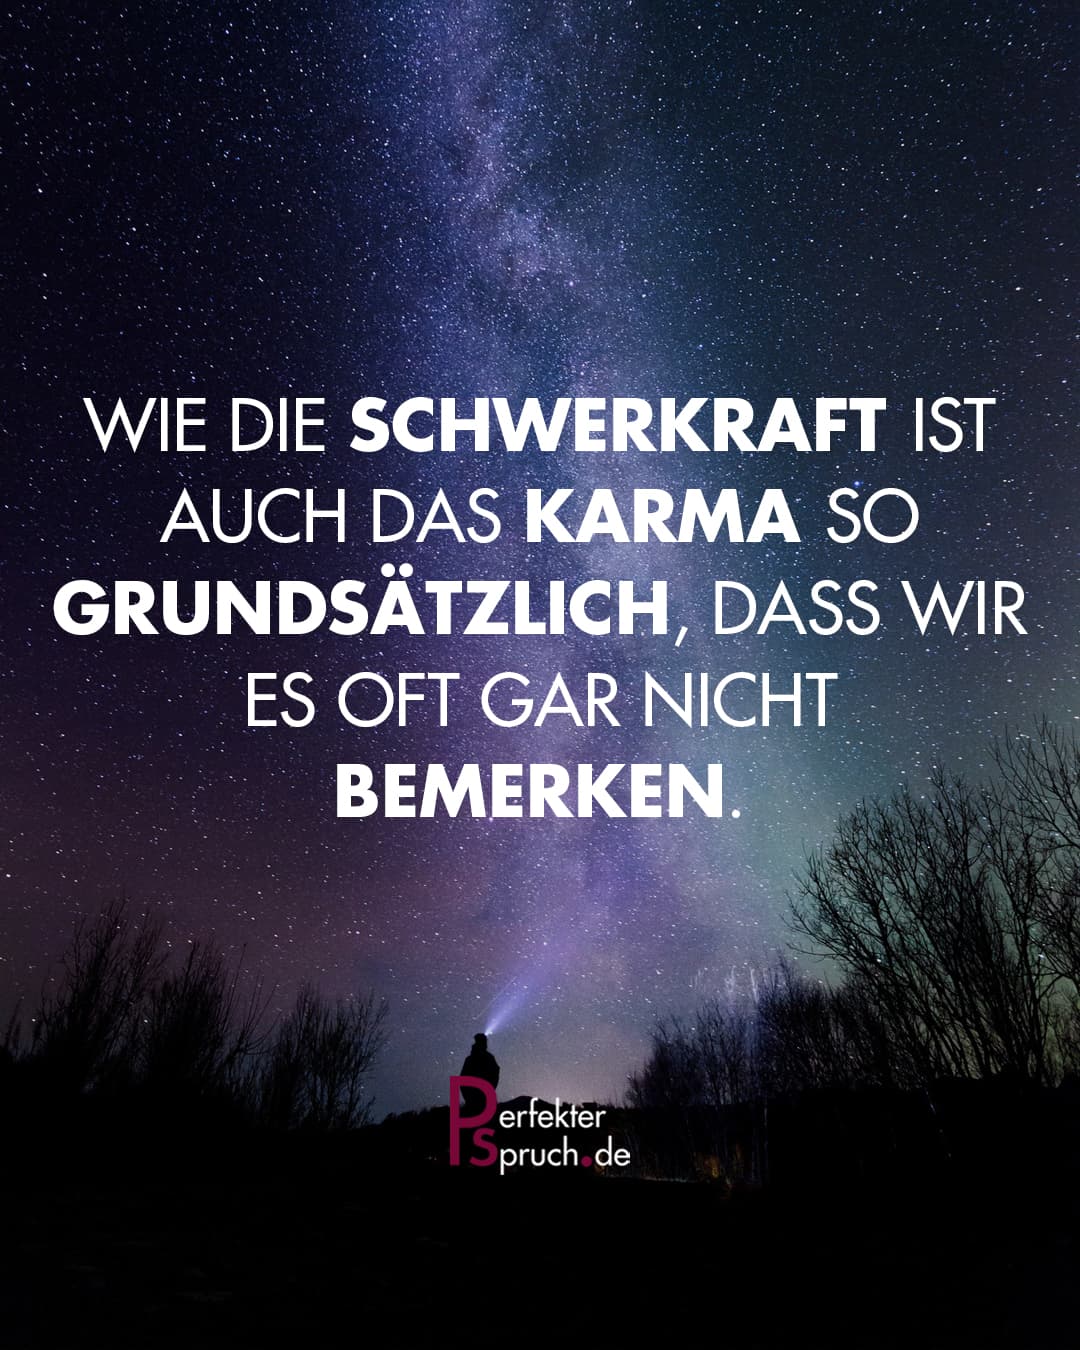 WIE DIE SCHWERKRAFT IST
AUCH DAS KARMA SO
GRUNDSÄTZLICH, DASS WIR
ES OFT GAR NICHT
BEMERKEN.
Perfekter
Spruch.de